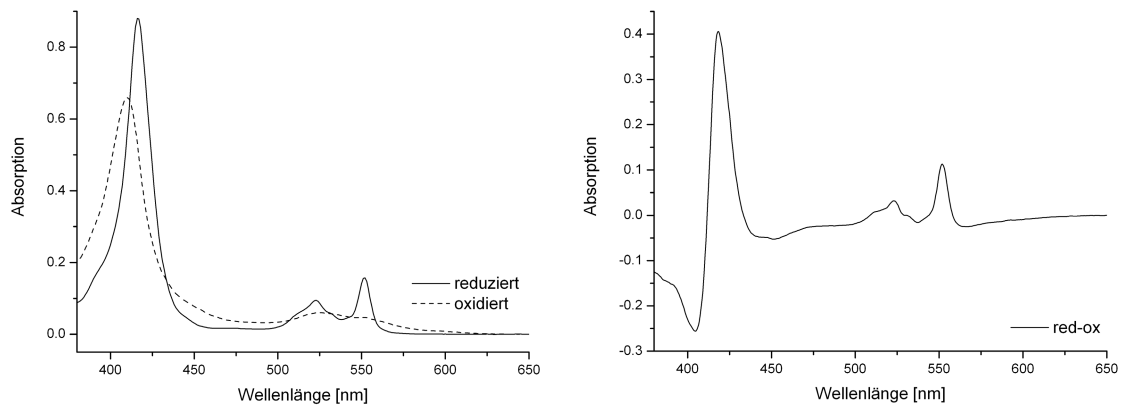 0.8
0.6
0.4
0.2
0.0
400 450 500 550 600 650
Absorption
Wellenlänge [nm]
reduziert
oxidiert
0.4
0.3
0.2
0.1
0.0
-0.1
-0.2
-0.3
400 450 500 550 600 650
Absorption
Wellenlänge [nm]
red-ox